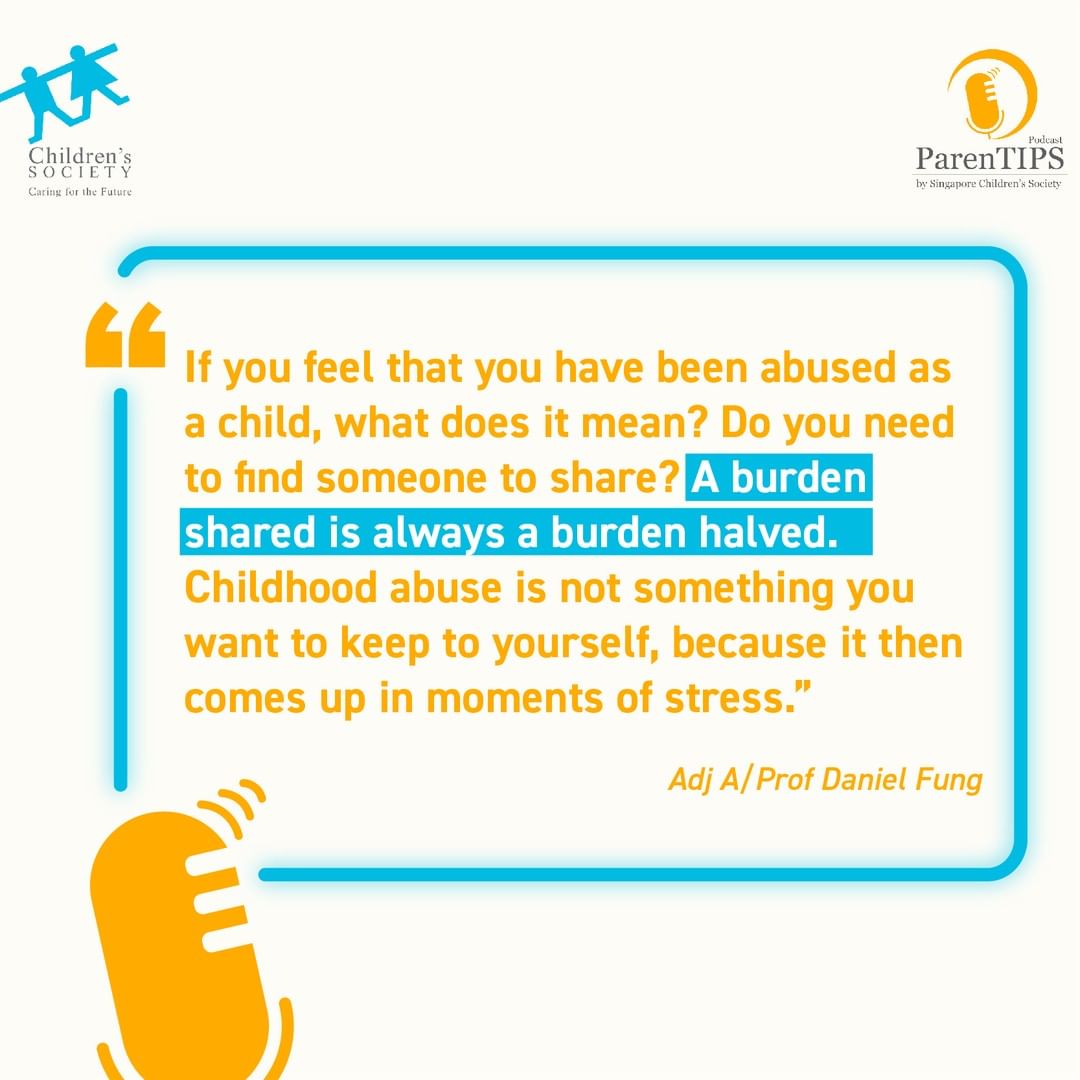 Children's
SOCIETY
Caring for the Future
Podcast
ParenTIPS
by Singapore Children's Society
“
If you feel that you have been abused as
a child, what does it mean? Do you need
to find someone to share? A burden
shared is always a burden halved.
Childhood abuse is not something you
want to keep to yourself, because it then
comes up in moments of stress.”
Adj A/Prof Daniel Fung